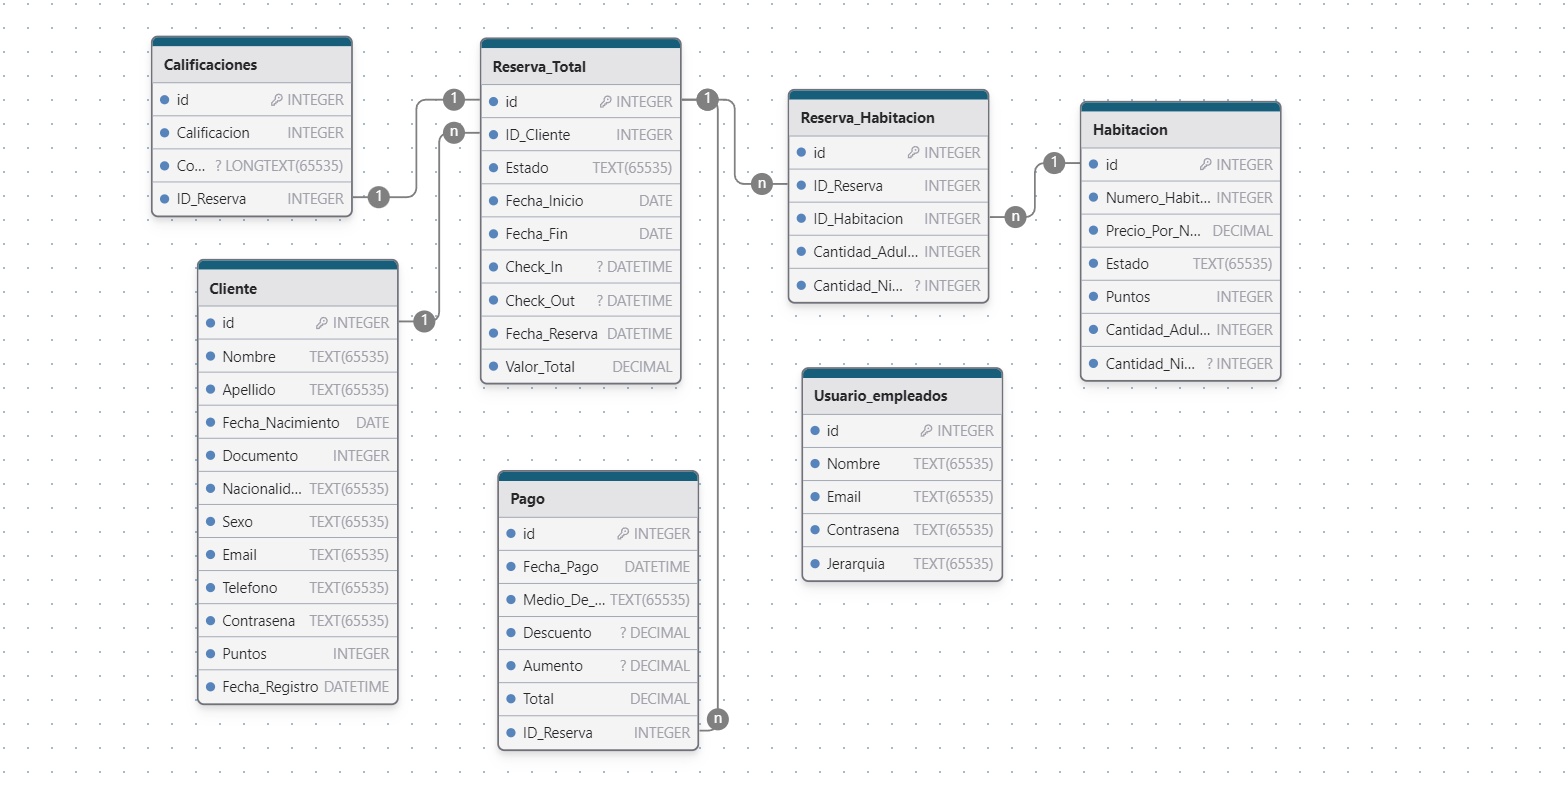 Calificaciones
id INTEGER
Calificacion INTEGER
Co... ? LONGTEXT(65535)
ID_Reserva INTEGER
1
1
n
1
Cliente
id INTEGER
Nombre TEXT(65535)
Apellido TEXT(65535)
Fecha_Nacimiento DATE
Documento INTEGER
Nacionalid... TEXT(65535)
Sexo TEXT(65535)
Email TEXT(65535)
Telefono TEXT(65535)
Contrasena TEXT(65535)
Puntos INTEGER
Fecha_Registro DATETIME
Reserva_Total
id INTEGER
ID_Cliente INTEGER
Estado TEXT(65535)
Fecha_Inicio DATE
Fecha_Fin DATE
Check_In ? DATETIME
Check_Out ? DATETIME
Fecha_Reserva DATETIME
Valor_Total DECIMAL
1
n
Pago
id INTEGER
Fecha_Pago DATETIME
Medio_De_... TEXT(65535)
Descuento ? DECIMAL
Aumento ? DECIMAL
Total DECIMAL
ID_Reserva INTEGER
n
Reserva_Habitacion
id INTEGER
ID_Reserva INTEGER
ID_Habitacion INTEGER
Cantidad_Adul... INTEGER
Cantidad_Ni... ? INTEGER
n
1
Usuario_empleados
id INTEGER
Nombre TEXT(65535)
Email TEXT(65535)
Contrasena TEXT(65535)
Jerarquia TEXT(65535)
Habitacion
id INTEGER
Numero_Habit... INTEGER
Precio_Por_N... DECIMAL
Estado TEXT(65535)
Puntos INTEGER
Cantidad_Adul... INTEGER
Cantidad_Ni... ? INTEGER